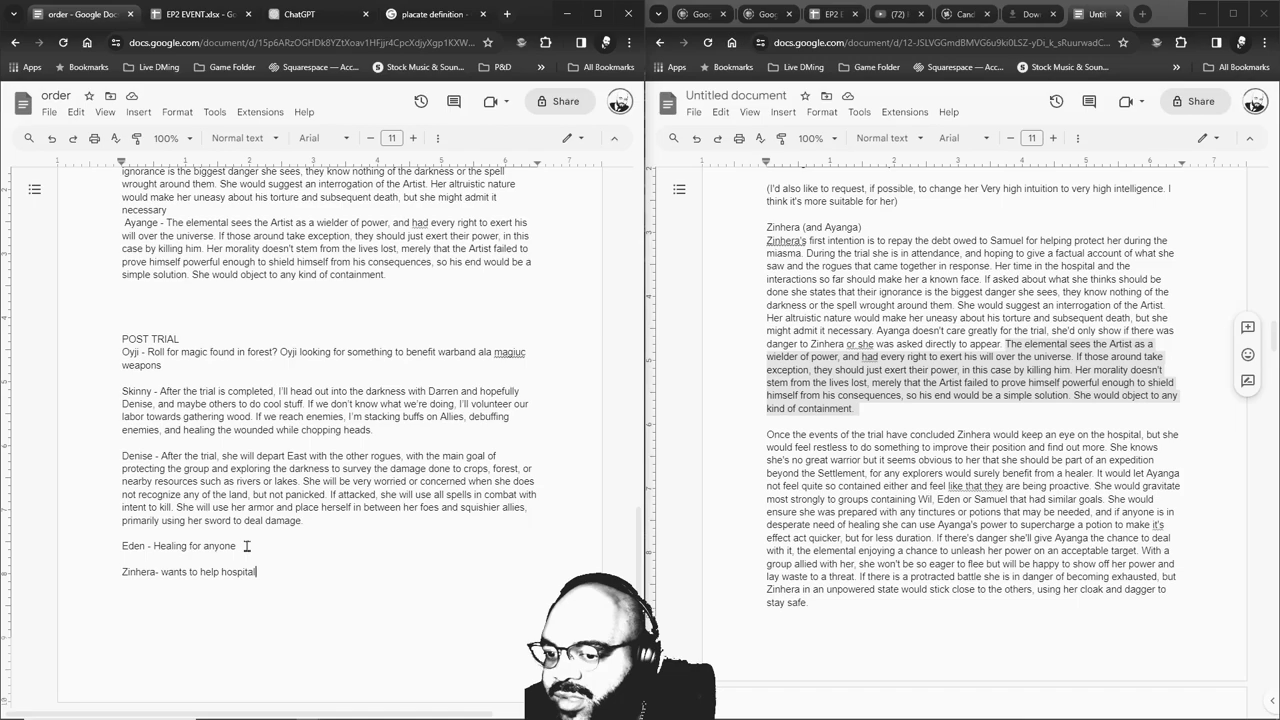 order - Google Doc
EP2 EVENT.xlsx - Go
ChatGPT
placate definition -
docs.google.com/document/d/15p6ARzOGHDk8YZtXoav1HFjjr4CpcXdjyXgp1KXW...
Apps
Bookmarks
Live DMing
Game Folder
Squarespace — Acc...
Stock Music & Soun...
P&D
All Bookmarks
order
Share
File
Edit
View
Insert
Format
Tools
Extensions
Help
100%
Normal text
Arial
11
1
1
2
3
4
5
6
7
ignorance is the biggest danger she sees, they know nothing of the darkness or the spell
wrought around them. She would suggest an interrogation of the Artist. Her altruistic nature
would make her uneasy about his torture and subsequent death, but she might admit it
necessary
Ayange - The elemental sees the Artist as a wielder of power, and had every right to exert his
will over the universe. If those around take exception, they should just exert their power, in this
case by killing him. Her morality doesn't stem from the lives lost, merely that the Artist failed to
prove himself powerful enough to shield himself from his consequences, so his end would be a
simple solution. She would object to any kind of containment.
POST TRIAL
Oyji - Roll for magic found in forest? Oyji looking for something to benefit warband ala magiuc
weapons
Skinny - After the trial is completed, I'll head out into the darkness with Darren and hopefully
Denise, and maybe others to do cool stuff. If we don't know what we're doing, I'll volunteer our
labor towards gathering wood. If we reach enemies, I'm stacking buffs on Allies, debuffing
enemies, and healing the wounded while chopping heads.
Denise - After the trial, she will depart East with the other rogues, with the main goal of
protecting the group and exploring the darkness to survey the damage done to crops, forest, or
nearby resources such as rivers or lakes. She will be very worried or concerned when she does
not recognize any of the land, but not panicked. If attacked, she will use all spells in combat with
intent to kill. She will use her armor and place herself in between her foes and squishier allies,
primarily using her sword to deal damage.
Eden - Healing for anyone
Zinhera- wants to help hospital
Goog
Goog
EP2 E
(72)
Cand
Dow
Untit
docs.google.com/document/d/12-JSLVGGmdBMVG6u9ki0LSZ-yDi_k_sRuurwadC...
Apps
Bookmarks
Live DMing
Game Folder
Squarespace — Acc...
Stock Music & Soun...
All Bookmarks
Untitled document
Share
File
Edit
View
Insert
Format
Tools
Extensions
Help
100%
Normal text
Arial
11
1
1
2
3
4
5
6
7
(I'd also like to request, if possible, to change her Very high intuition to very high intelligence. I
think it's more suitable for her)
Zinhera (and Ayanga)
Zinhera's first intention is to repay the debt owed to Samuel for helping protect her during the
miasma. During the trial she is in attendance, and hoping to give a factual account of what she
saw and the rogues that came together in response. Her time in the hospital and the
interactions so far should make her a known face. If asked about what she thinks should be
done she states that their ignorance is the biggest danger she sees, they know nothing of the
darkness or the spell wrought around them. She would suggest an interrogation of the Artist.
Her altruistic nature would make her uneasy about his torture and subsequent death, but she
might admit it necessary. Ayanga doesn't care greatly for the trial, she'd only show if there was
danger to Zinhera or she was asked directly to appear. The elemental sees the Artist as a
wielder of power, and had every right to exert his will over the universe. If those around take
exception, they should just exert their power, in this case by killing him. Her morality doesn't
stem from the lives lost, merely that the Artist failed to prove himself powerful enough to shield
himself from his consequences, so his end would be a simple solution. She would object to any
kind of containment.
Once the events of the trial have concluded Zinhera would keep an eye on the hospital, but she
would feel restless to do something to improve their position and find out more. She knows
she's no great warrior but it seems obvious to her that she should be part of an expedition
beyond the Settlement, for any explorers would surely benefit from a healer. It would let Ayanga
not feel quite so contained either and feel like that they are being proactive. She would gravitate
most strongly to groups containing Wil, Eden or Samuel that had similar goals. She would
ensure she was prepared with any tinctures or potions that may be needed, and if anyone is in
desperate need of healing she can use Ayanga's power to supercharge a potion to make it's
effect act quicker, but for less duration. If there's danger she'll give Ayanga the chance to deal
with it, the elemental enjoying a chance to unleash her power on an acceptable target. With a
group allied with her, she won't be so eager to flee but will be happy to show off her power and
lay waste to a threat. If there is a protracted battle she is in danger of becoming exhausted, but
Zinhera in an unpowered state would stick close to the others, using her cloak and dagger to
stay safe.